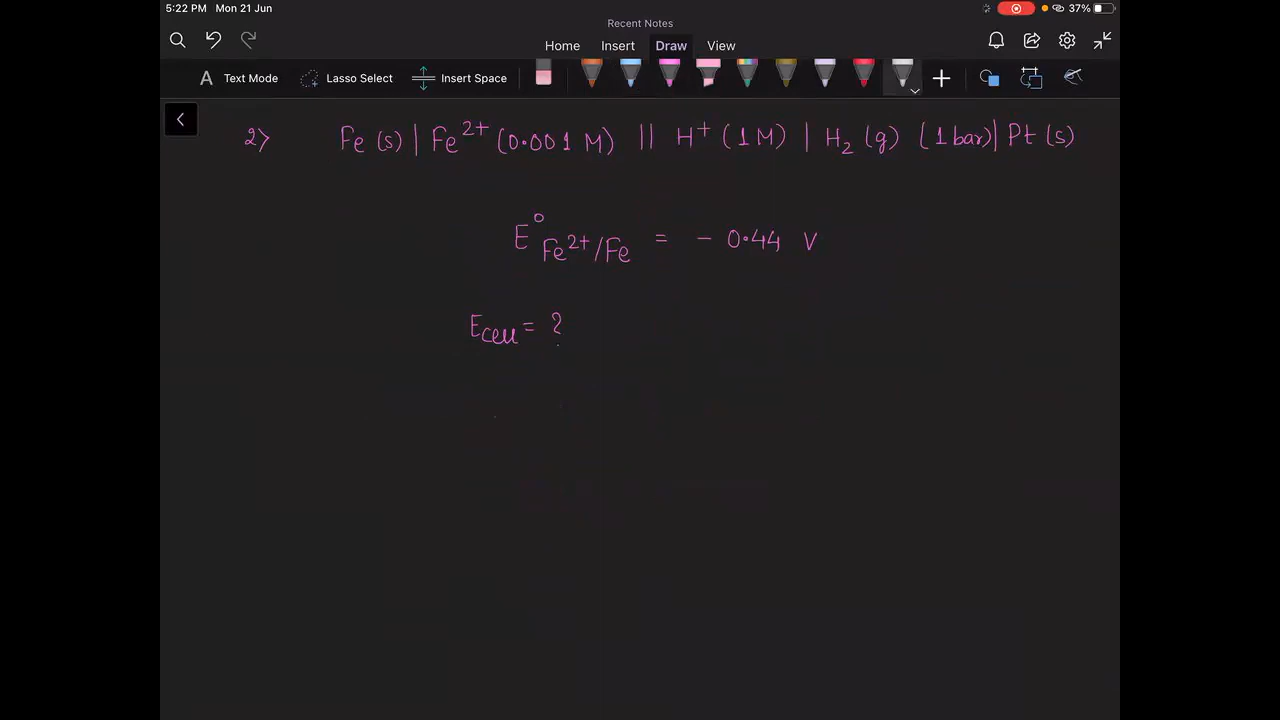 5:22 PM Mon 21 Jun
37%
Recent Notes
Home Insert Draw View
A Text Mode Lasso Select Insert Space
2> Fe (s) | Fe²⁺ (0.001 M) || H⁺ (1 M) | H₂ (g) (1 bar) | Pt (s)
E° Fe²⁺/Fe = - 0.44 V
Ecell = ?